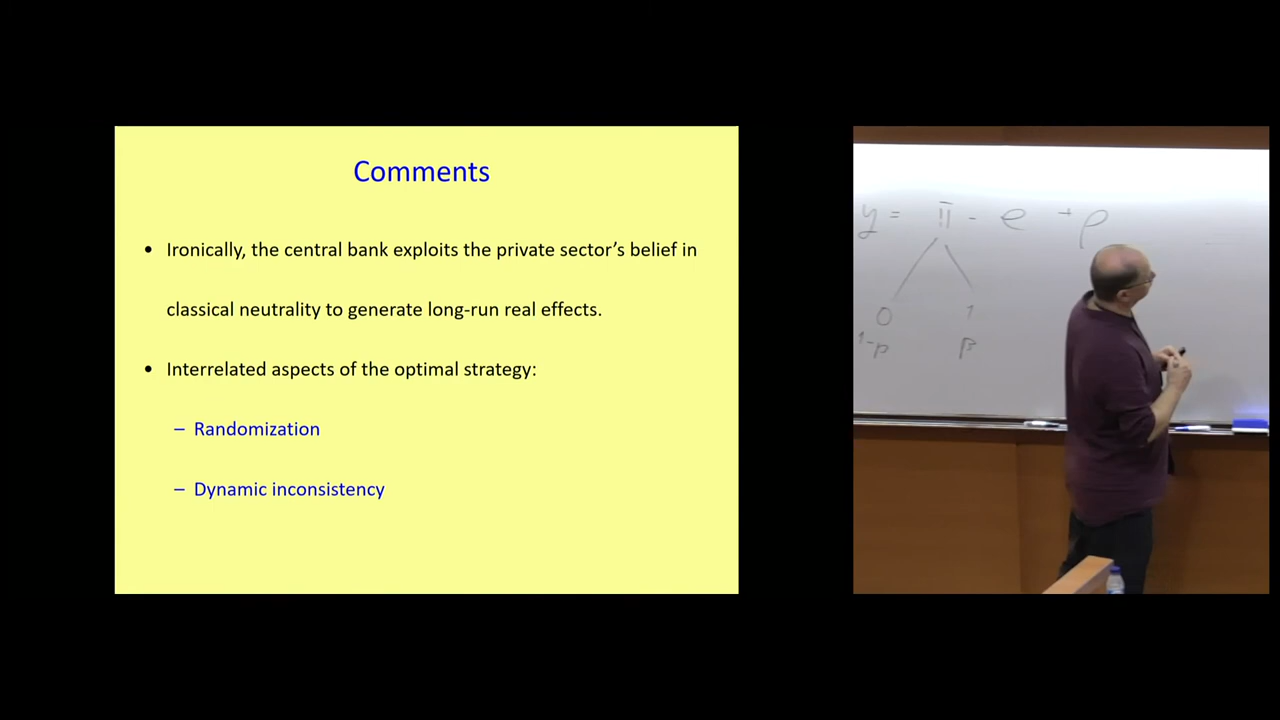 Comments
• Ironically, the central bank exploits the private sector’s belief in
classical neutrality to generate long-run real effects.
• Interrelated aspects of the optimal strategy:
– Randomization
– Dynamic inconsistency
y = π - e + ρ
0 1
1-β β